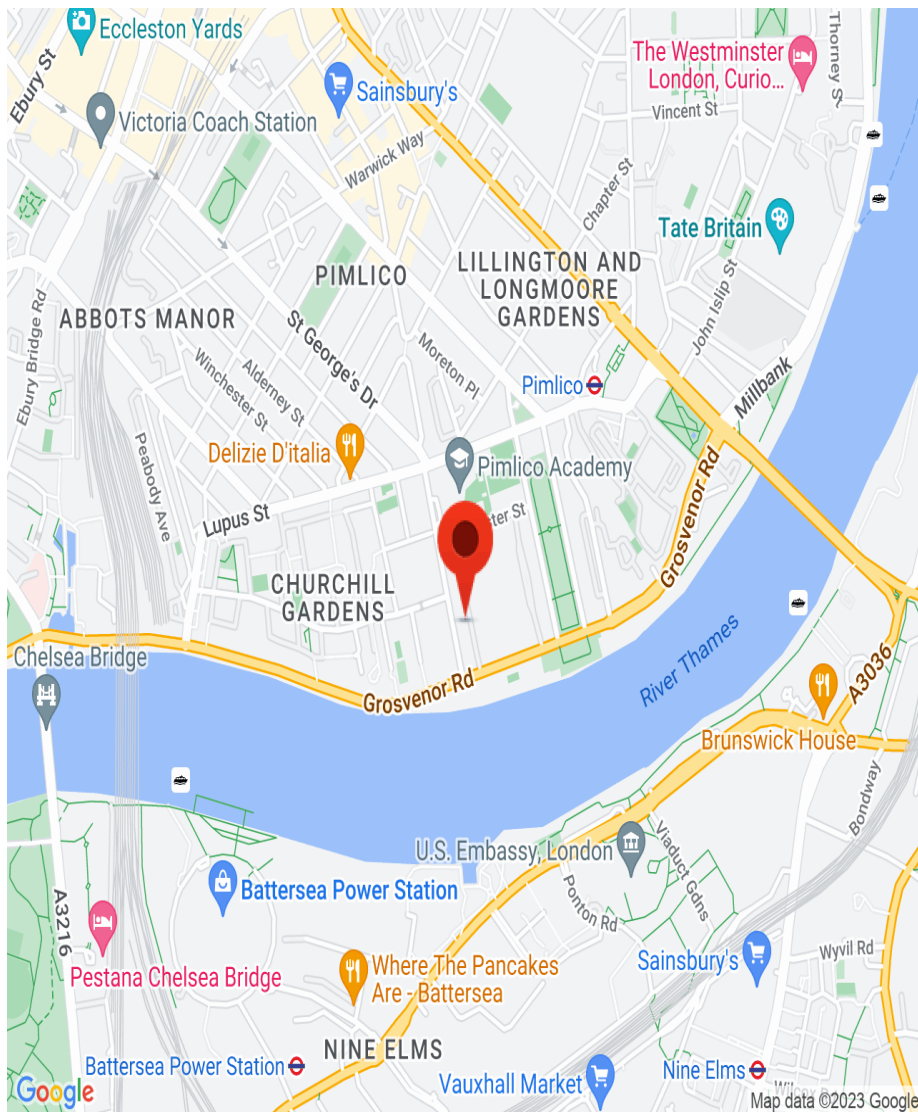 Eccleston Yards
Ebury St
Victoria Coach Station
Sainsbury's
The Westminster
London, Curio...
Thorney St
Vincent St
Warwick Way
Chapter St
Tate Britain
PIMLICO
LILLINGTON AND
LONGMOORE
GARDENS
ABBOTS MANOR
Ebury Bridge Rd
St George's Dr
John Islip St
Moreton Pl
Alderney St
Winchester St
Pimlico
Millbank
Delizie D'italia
Peabody Ave
Pimlico Academy
Lupus St
ter St
Grosvenor Rd
CHURCHILL
GARDENS
Chelsea Bridge
Grosvenor Rd
River Thames
A3036
Brunswick House
Bondway
U.S. Embassy, London
Viaduct Gdns
Battersea Power Station
Ponton Rd
A3216
Pestana Chelsea Bridge
Where The Pancakes
Are - Battersea
Sainsbury's
Wyvil Rd
NINE ELMS
Battersea Power Station
Vauxhall Market
Nine Elms
Google
Map data ©2023 Google